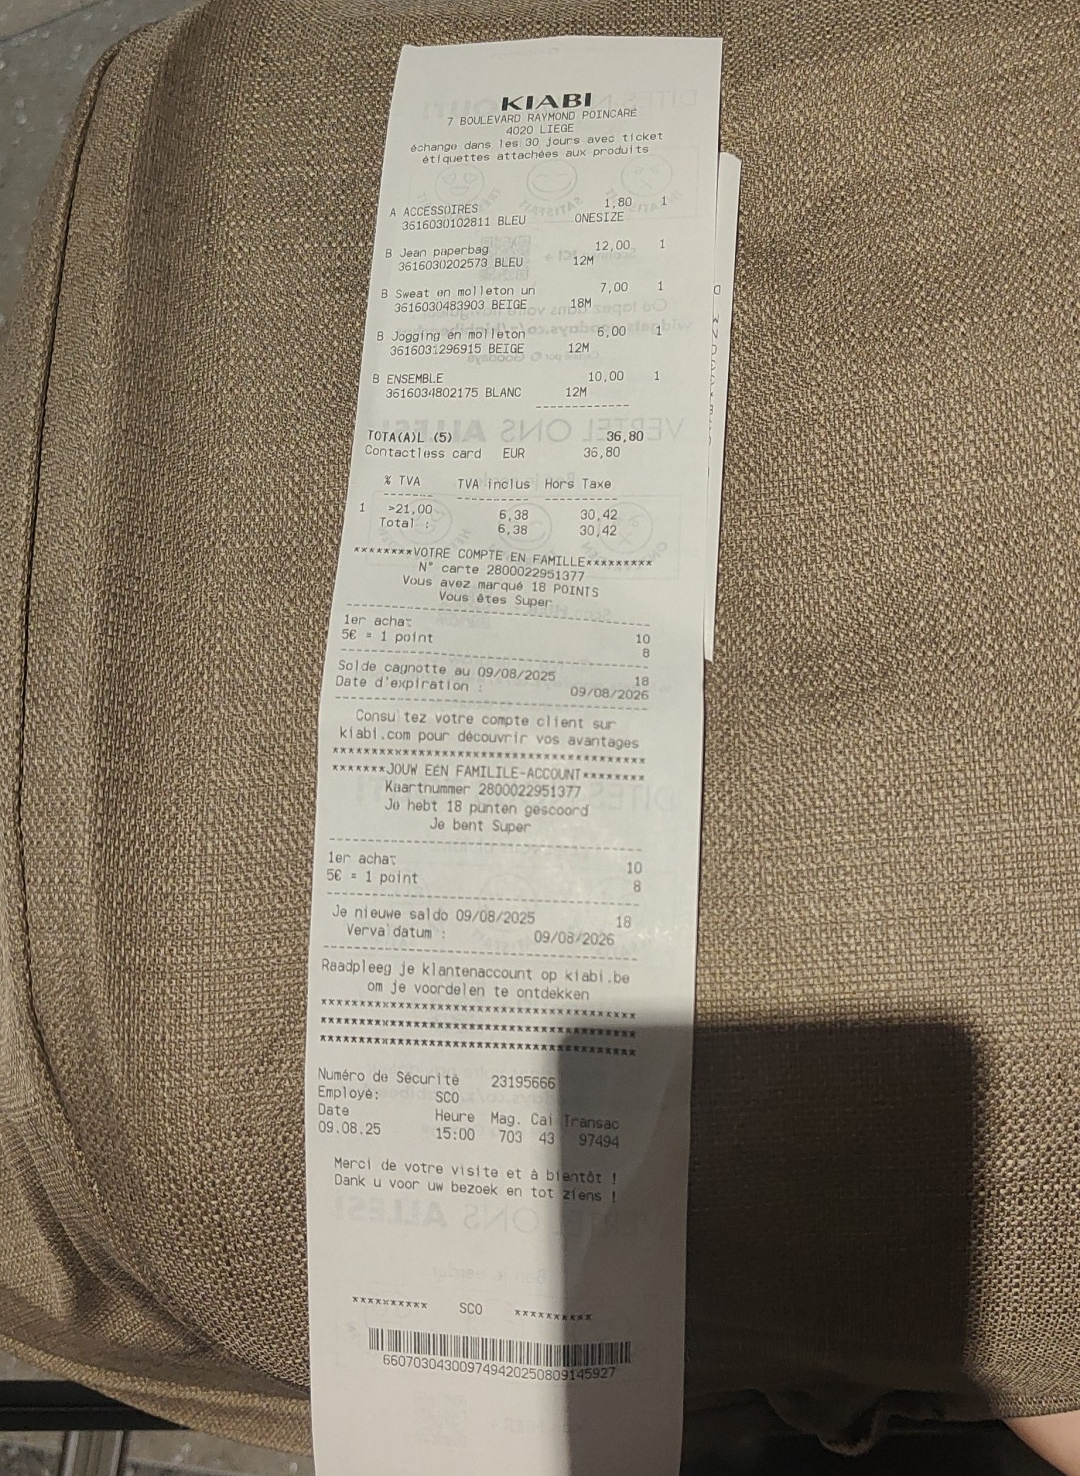 KIABI
7 BOULEVARD RAYMOND POINCARE
4020 LIEGE
échange dans les 30 jours avec ticket
étiquettes attachées aux produits
A ACCESSOIRES 1,80 1
3616030102811 BLEU ONESIZE
B Jean paperbag 12,00 1
3616030202573 BLEU 12M
B Sweat en molleton un 7,00 1
3616030483903 BEIGE 18M
B Jogging en molleton 6,00 1
3616031296915 BEIGE 12M
B ENSEMBLE 10,00 1
3616034802175 BLANC 12M
--------------
TOTA(A)L (5) 36,80
Contactless card EUR 36,80
% TVA TVA inclus Hors Taxe
------- ---------- ----------
1 >21,00 6,38 30,42
Total : 6,38 30,42
********VOTRE COMPTE EN FAMILLE*********
N° carte 2800022951377
Vous avez marqué 18 POINTS
Vous êtes Super
----------------------------------------
1er achat 10
5€ = 1 point 8
----------------------------------------
Solde cagnotte au 09/08/2025 18
Date d'expiration : 09/08/2026
----------------------------------------
Consultez votre compte client sur
kiabi.com pour découvrir vos avantages
****************************************
*******JOUW EEN FAMILILE-ACCOUNT********
Kaartnummer 2800022951377
Je hebt 18 punten gescoord
Je bent Super
----------------------------------------
1er achat 10
5€ = 1 point 8
----------------------------------------
Je nieuwe saldo 09/08/2025 18
Vervaldatum : 09/08/2026
----------------------------------------
Raadpleeg je klantenaccount op kiabi.be
om je voordelen te ontdekken
****************************************
****************************************
****************************************
Numéro de Sécurité 23195666
Employé: SCO
Date Heure Mag. Cai Transac
09.08.25 15:00 703 43 97494
Merci de votre visite et à bientôt !
Dank u voor uw bezoek en tot ziens !
********** SCO **********
6607030430097494202508091​45927